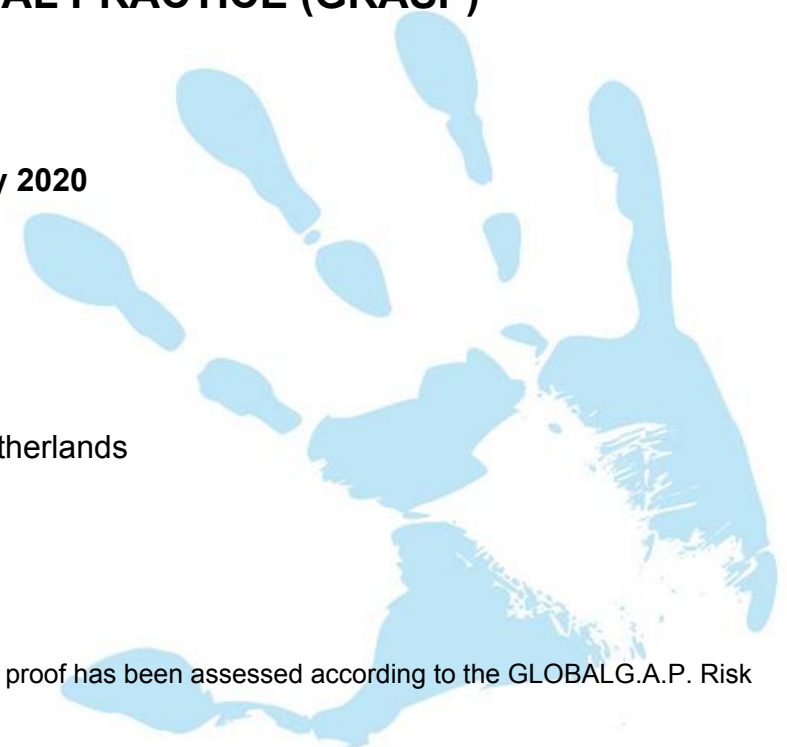 AL PRACTICE (GRASP)
y 2020
therlands
proof has been assessed according to the GLOBALG.A.P. Risk